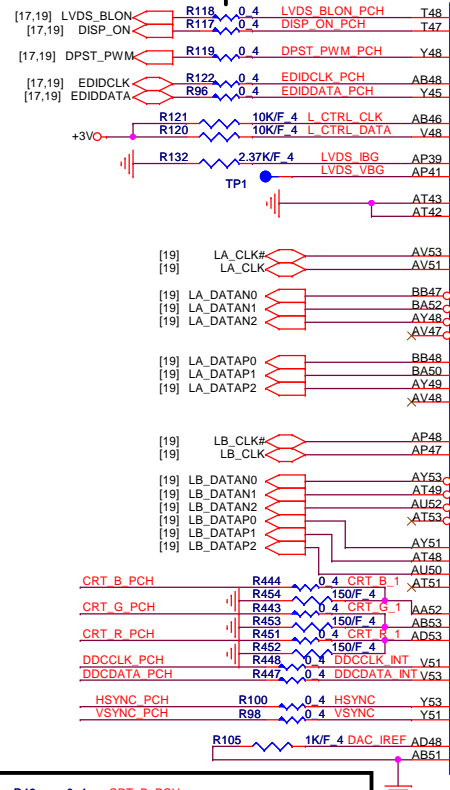 [17,19] LVDS_BLON R118 0_4 LVDS_BLON_PCH T48
[17,19] DISP_ON R117 0_4 DISP_ON_PCH T47
[17,19] DPST_PWM R119 0_4 DPST_PWM_PCH Y48
[17,19] EDIDCLK R122 0_4 EDIDCLK_PCH AB48
[17,19] EDIDDATA R96 0_4 EDIDDATA_PCH Y45
R121 10K/F_4 L_CTRL_CLK AB46
+3V R120 10K/F_4 L_CTRL_DATA V48
R132 2.37K/F_4 LVDS_IBG AP39
TP1 LVDS_VBG AP41
AT43
AT42
[19] LA_CLK# AV53
[19] LA_CLK AV51
[19] LA_DATAN0 BB47
[19] LA_DATAN1 BA52
[19] LA_DATAN2 AY48
AV47
[19] LA_DATAP0 BB48
[19] LA_DATAP1 BA50
[19] LA_DATAP2 AY49
AV48
[19] LB_CLK# AP48
[19] LB_CLK AP47
[19] LB_DATAN0 AY53
[19] LB_DATAN1 AT49
[19] LB_DATAN2 AU52
[19] LB_DATAP0 AT53
[19] LB_DATAP1 AY51
[19] LB_DATAP2 AT48
AU50
CRT_B_PCH R444 0_4 CRT_B_1 AT51
R454 150/F_4
CRT_G_PCH R443 0_4 CRT_G_1 AA52
R453 150/F_4 AB53
CRT_R_PCH R451 0_4 CRT_R_1 AD53
R452 150/F_4
DDCCLK_PCH R448 0_4 DDCCLK_INT V51
DDCDATA_PCH R447 0_4 DDCDATA_INT V53
HSYNC_PCH R100 0_4 HSYNC Y53
VSYNC_PCH R98 0_4 VSYNC Y51
R105 1K/F_4 DAC_IREF AD48
AB51